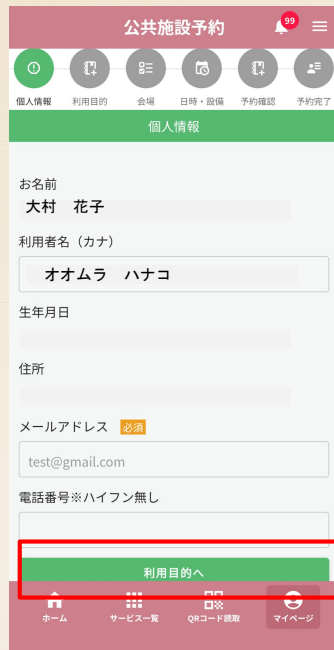 公共施設予約
99
個人情報
利用目的
会場
日時・設備
予約確認
予約完了
個人情報
お名前
大村　花子
利用者名（カナ）
オオムラ　ハナコ
生年月日
住所
メールアドレス 必須
test@gmail.com
電話番号※ハイフン無し
利用目的へ
ホーム
サービス一覧
QRコード読取
マイページ